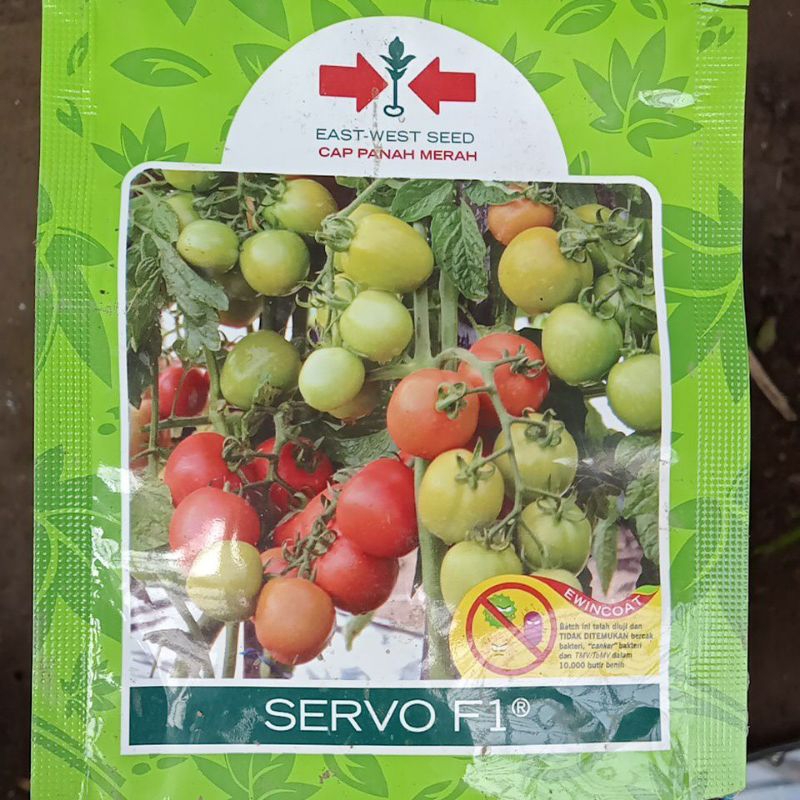 EAST-WEST SEED
CAP PANAH MERAH
EWINCOAT
Batch ini telah diuji dan
TIDAK DITEMUKAN bercak
bakteri, "canker" bakteri
dan TMV/ToMV dalam
10.000 butir benih
SERVO F1®